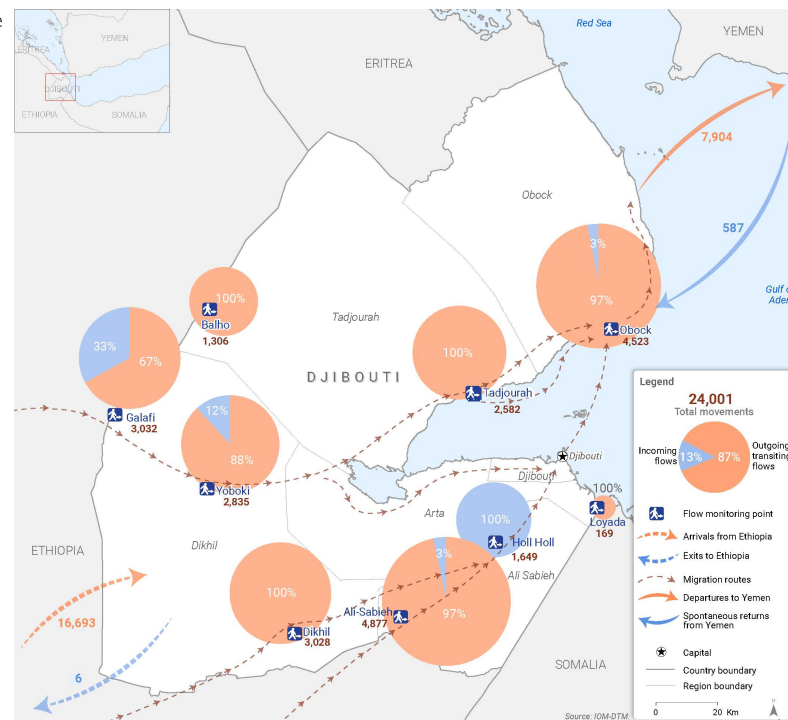 e
Red Sea
YEMEN
YEMEN
ERITREA
DJIBOUTI
ETHIOPIA
SOMALIA
ERITREA
7,904
Obock
587
3%
97%
Gulf o
Aden
100%
Balho
1,306
Tadjourah
Obock
4,523
33%
67%
100%
DJIBOUTI
Tadjourah
2,582
Galafi
3,032
12%
88%
Yoboki
2,835
Djibouti
Djibouti
100%
Loyada
169
Arta
100%
Holl Holl
1,649
Dikhil
ETHIOPIA
3%
97%
Ali Sabieh
100%
Ali-Sabieh
4,877
Dikhil
3,028
16,693
6
SOMALIA
Source: IOM-DTM
Legend
24,001
Total movements
Incoming
flows
13%
87%
Outgoing
transiting
flows
Flow monitoring point
Arrivals from Ethiopia
Exits to Ethiopia
Migration routes
Departures to Yemen
Spontaneous returns
from Yemen
Capital
Country boundary
Region boundary
0 20 Km